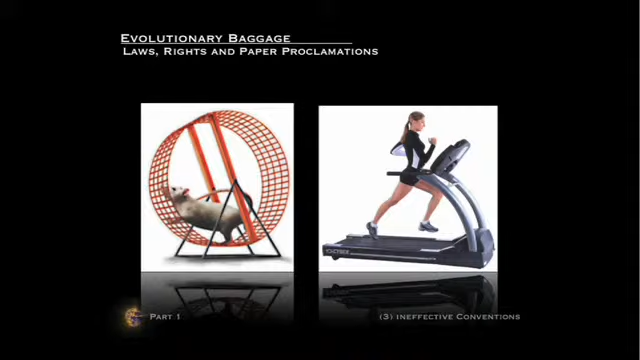 Evolutionary Baggage
Laws, Rights and Paper Proclamations
Part 1
(3) ineffective Conventions